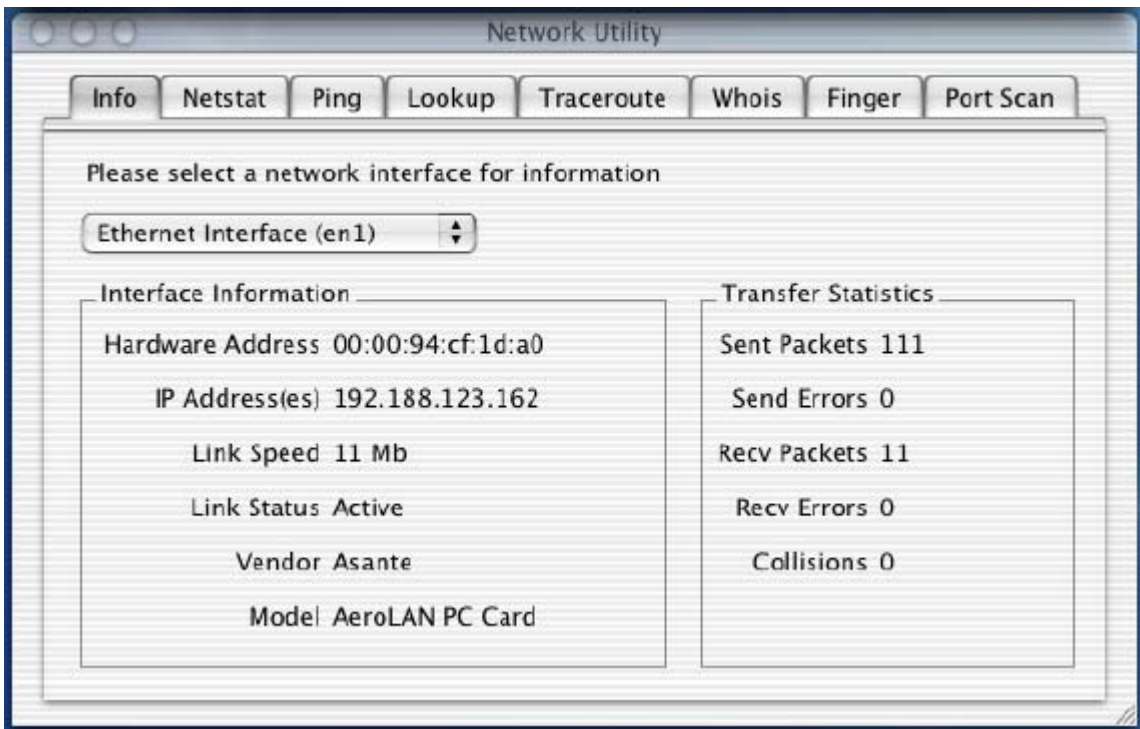 Network Utility
Info Netstat Ping Lookup Traceroute Whois Finger Port Scan
Please select a network interface for information
Ethernet Interface (en1)
Interface Information
Hardware Address 00:00:94:cf:1d:a0
IP Address(es) 192.188.123.162
Link Speed 11 Mb
Link Status Active
Vendor Asante
Model AeroLAN PC Card
Transfer Statistics
Sent Packets 111
Send Errors 0
Recv Packets 11
Recv Errors 0
Collisions 0